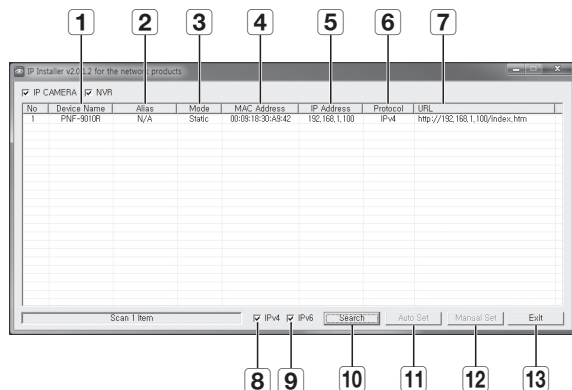 1 2 3 4 5 6 7
IP Installer v2.0.1.2 for the network products
IP CAMERA NVR
No Device Name Alias Mode MAC Address IP Address Protocol URL
1 PNF-9010R N/A Static 00:09:18:30:A9:42 192,168,1,100 IPv4 http://192,168,1,100/index,htm
Scan 1 Item IPv4 IPv6 Search Auto Set Manual Set Exit
8 9 10 11 12 13